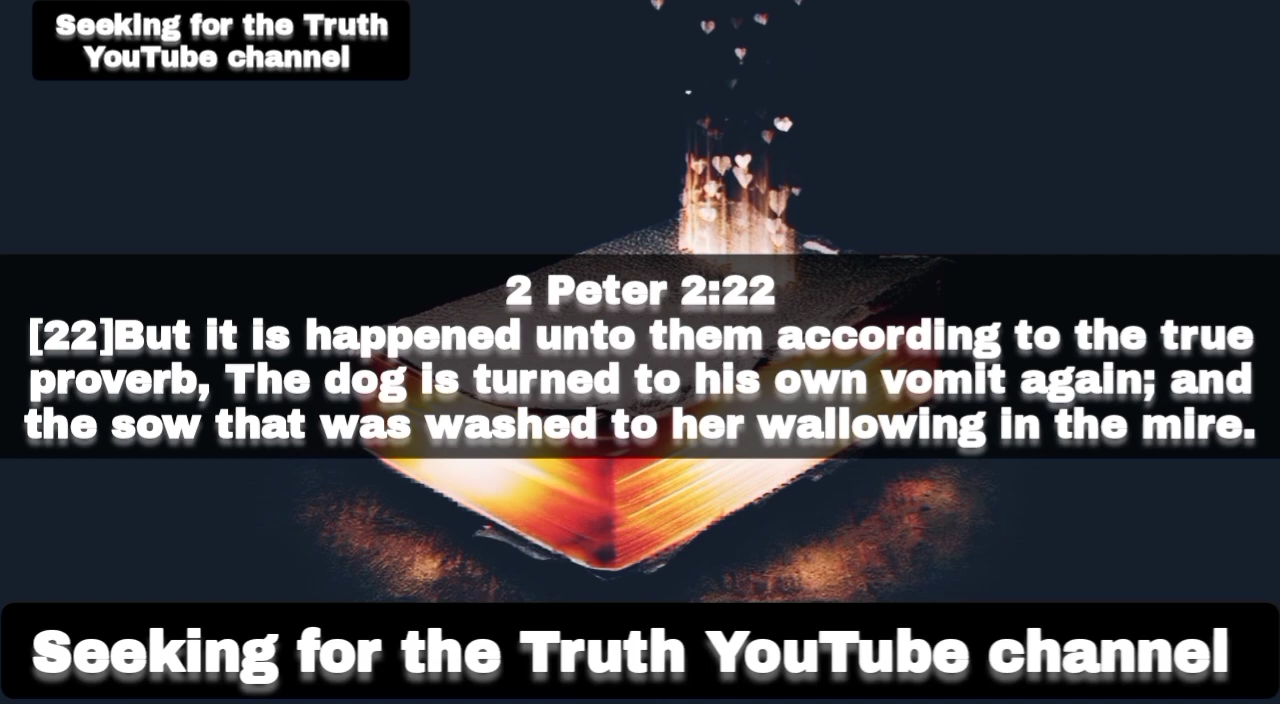 Seeking for the Truth
YouTube channel
2 Peter 2:22
[22]But it is happened unto them according to the true
proverb, The dog is turned to his own vomit again; and
the sow that was washed to her wallowing in the mire.
Seeking for the Truth YouTube channel